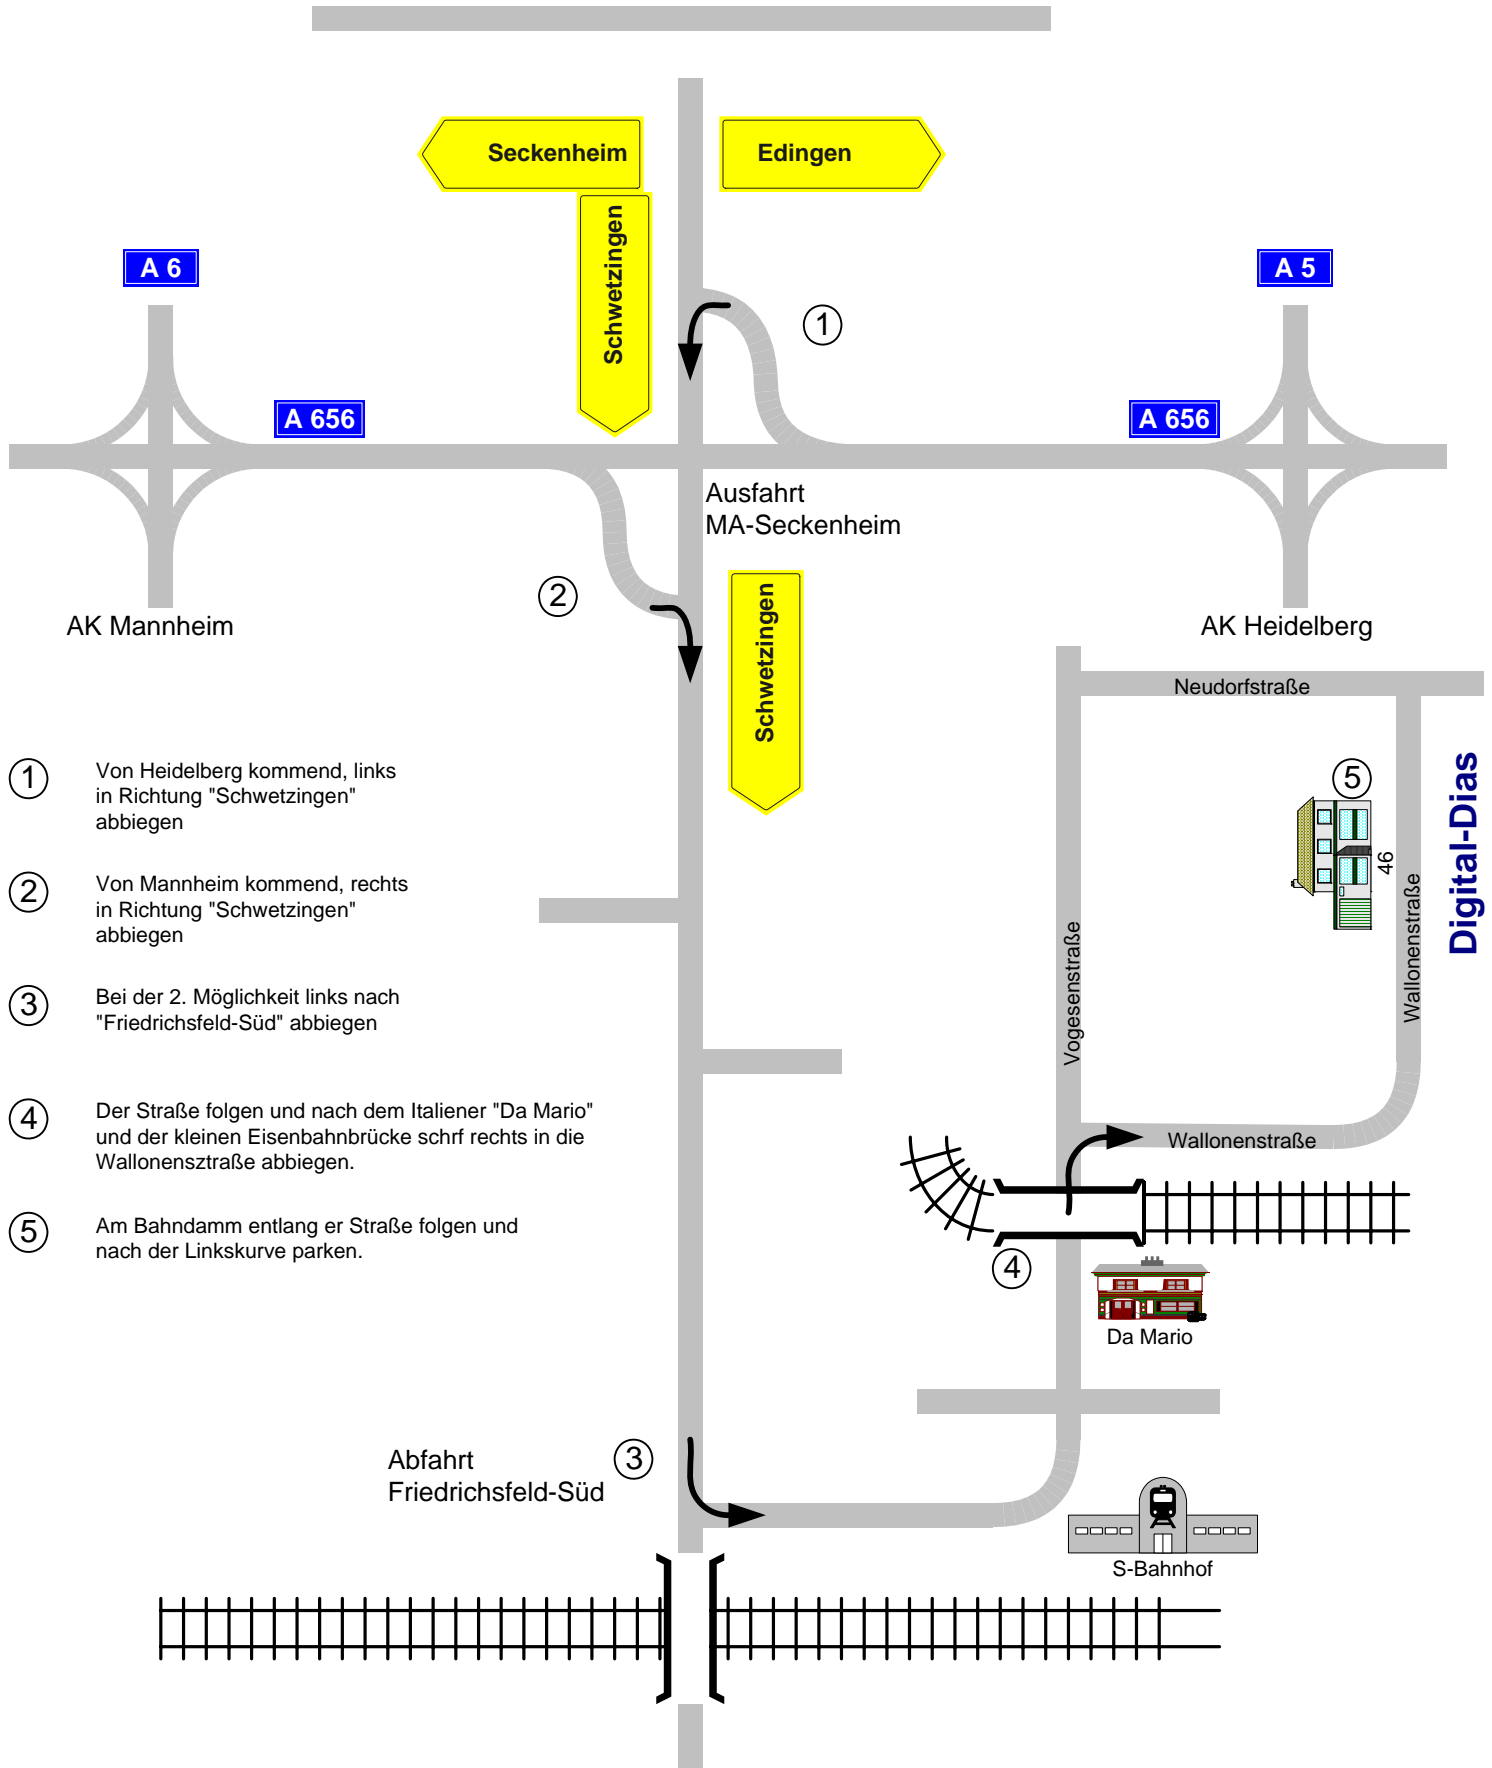 Seckenheim
Edingen
Schwetzingen
A 6
A 5
1
A 656
A 656
Ausfahrt
MA-Seckenheim
2
Schwetzingen
AK Mannheim
AK Heidelberg
Neudorfstraße
1
Von Heidelberg kommend, links
in Richtung "Schwetzingen"
abbiegen
2
Von Mannheim kommend, rechts
in Richtung "Schwetzingen"
abbiegen
3
Bei der 2. Möglichkeit links nach
"Friedrichsfeld-Süd" abbiegen
4
Der Straße folgen und nach dem Italiener "Da Mario"
und der kleinen Eisenbahnbrücke schrf rechts in die
Wallonensztraße abbiegen.
5
Am Bahndamm entlang er Straße folgen und
nach der Linkskurve parken.
5
46
Wallonenstraße
Digital-Dias
Vogesenstraße
Wallonenstraße
4
Da Mario
Abfahrt
Friedrichsfeld-Süd
3
S-Bahnhof